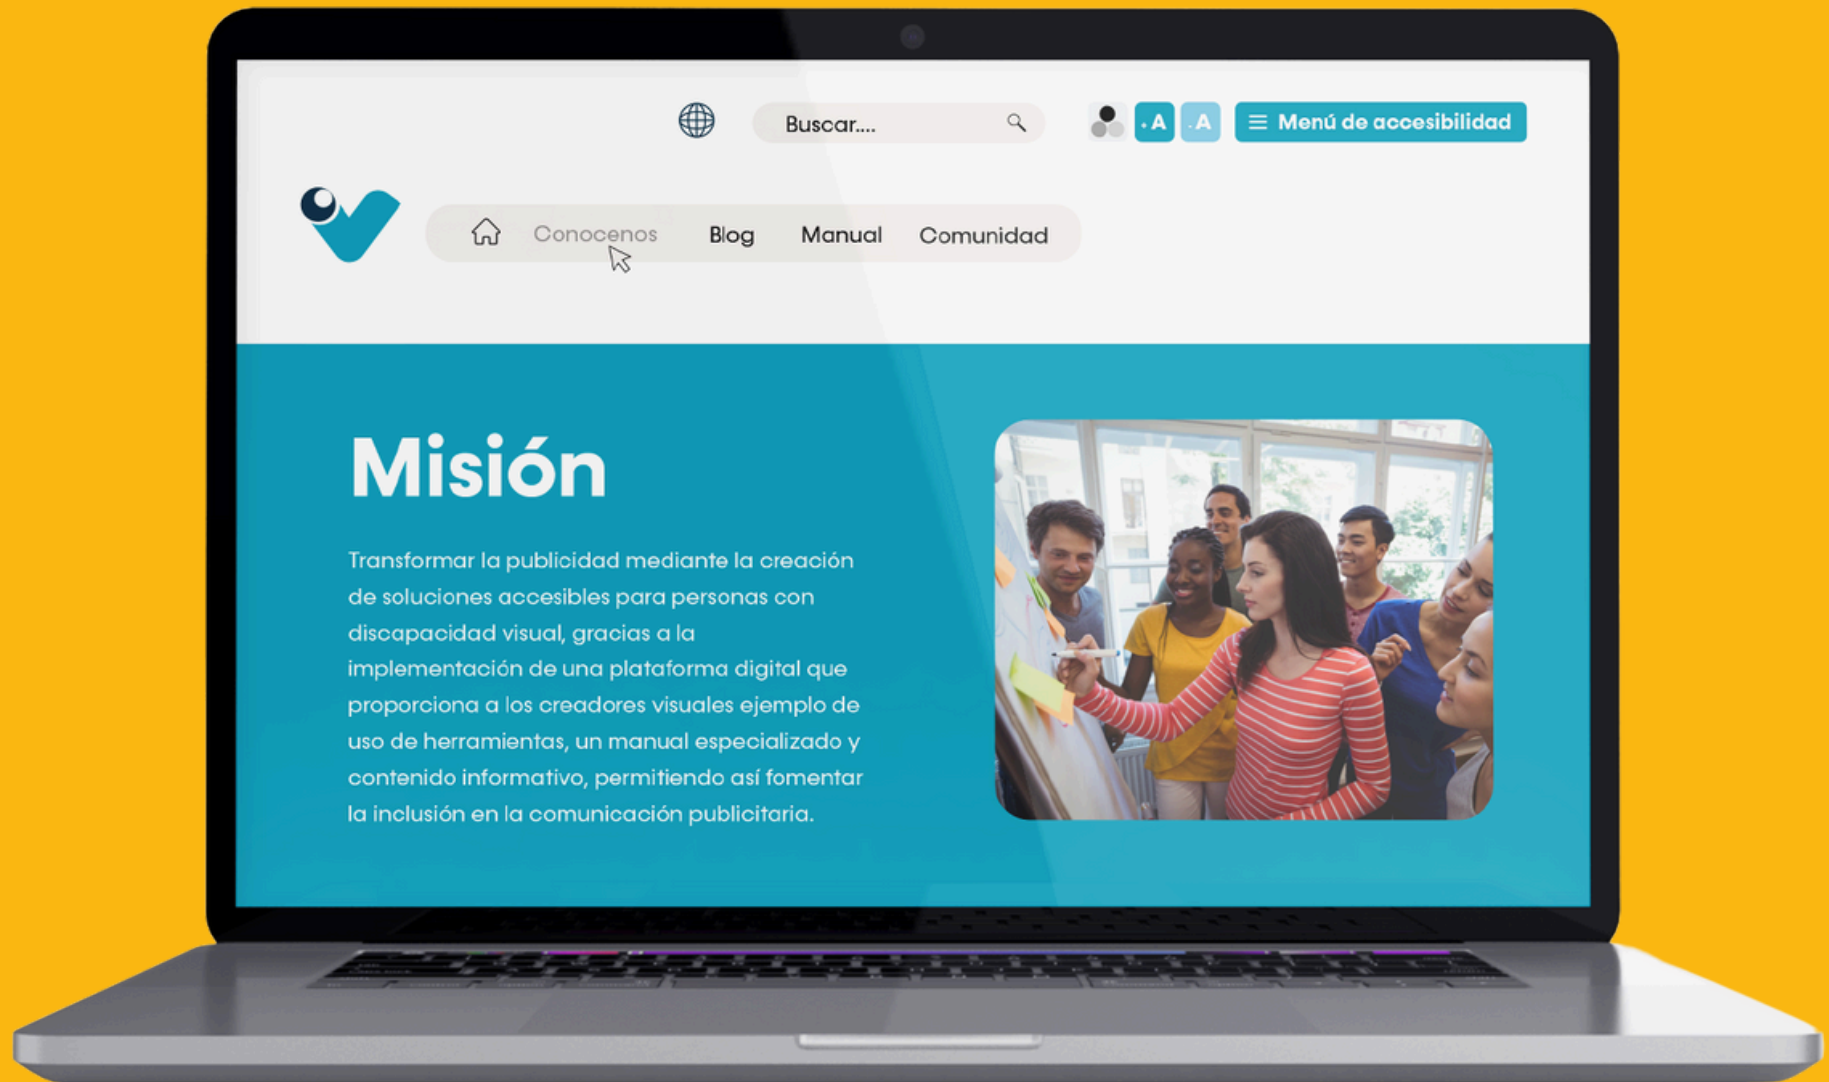 Buscar....
+A
-A
Menú de accesibilidad
Conocenos
Blog
Manual
Comunidad
Misión
Transformar la publicidad mediante la creación
de soluciones accesibles para personas con
discapacidad visual, gracias a la
implementación de una plataforma digital que
proporciona a los creadores visuales ejemplo de
uso de herramientas, un manual especializado y
contenido informativo, permitiendo así fomentar
la inclusión en la comunicación publicitaria.